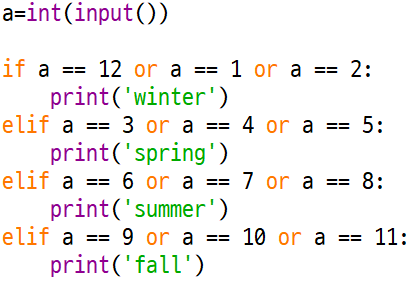 a=int(input())
if a == 12 or a == 1 or a == 2:
    print('winter')
elif a == 3 or a == 4 or a == 5:
    print('spring')
elif a == 6 or a == 7 or a == 8:
    print('summer')
elif a == 9 or a == 10 or a == 11:
    print('fall')